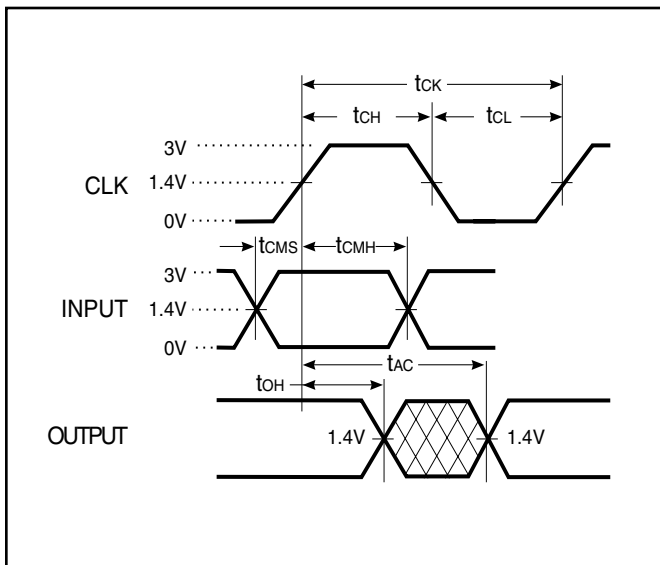 tCK
tCH tCL
3V
CLK 1.4V
0V
tCMS tCMH
3V
INPUT 1.4V
0V
tAC
tOH
OUTPUT 1.4V 1.4V